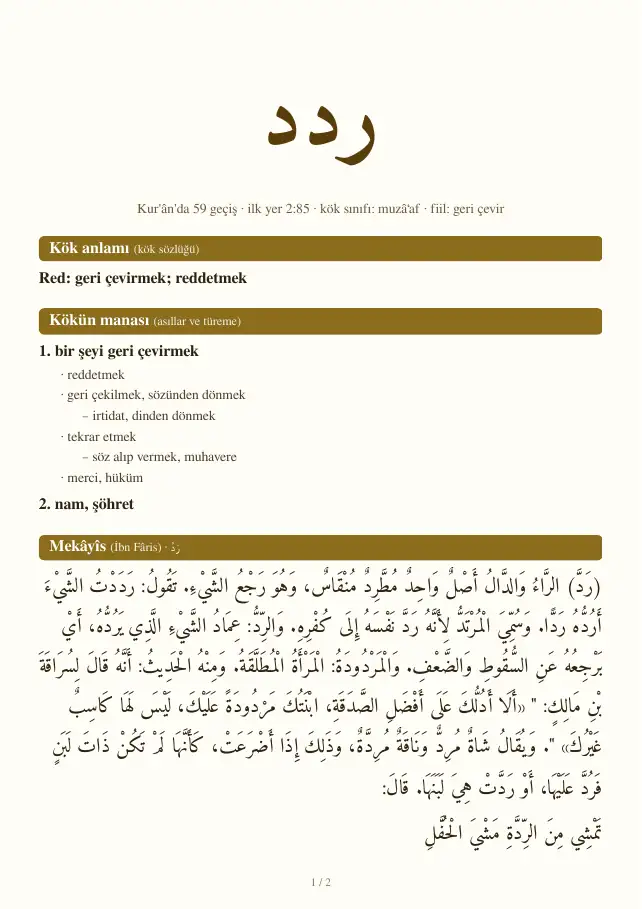 ردد
Kur'ân'da 59 geçiş · ilk yer 2:85 · kök sınıfı: muzâ'af · fiil: geri çevir
Kök anlamı (kök sözlüğü)
Red: geri çevirmek; reddetmek
Kökün manası (asıllar ve türeme)
1. bir şeyi geri çevirmek
· reddetmek
· geri çekilmek, sözünden dönmek
– irtidat, dinden dönmek
· tekrar etmek
– söz alıp vermek, muhavere
· merci, hüküm
2. nam, şöhret
Mekâyîs (İbn Fâris) · رَدَّ
(رَدَّ) الرَّاءُ وَالدَّالُ أَصْلٌ وَاحِدٌ مُطَّرِدٌ مُنْقَاسٌ، وَهُوَ رَجْعُ الشَّيْءِ. تَقُولُ: رَدَدْتُ الشَّيْءَ
أَرُدُّهُ رَدًّا. وَسُمِّيَ الْمُرْتَدُّ لِأَنَّهُ رَدَّ نَفْسَهُ إِلَى كُفْرِهِ. وَالرِّدُّ: عِمَادُ الشَّيْءِ الَّذِي يَرُدُّهُ، أَيْ
يَرْجِعُهُ عَنِ السُّقُوطِ وَالضَّعْفِ. وَالْمَرْدُودَةُ: الْمَرْأَةُ الْمُطَلَّقَةُ. وَمِنْهُ الْحَدِيثُ: أَنَّهُ قَالَ لِسُرَاقَةَ
بْنِ مَالِكٍ: " «أَلَا أَدُلُّكَ عَلَى أَفْضَلِ الصَّدَقَةِ، ابْنَتُكَ مَرْدُودَةً عَلَيْكَ، لَيْسَ لَهَا كَاسِبٌ
غَيْرُكَ» ". وَيُقَالُ شَاةٌ مُرِدٌّ وَنَاقَةٌ مُرِدَّةٌ، وَذَلِكَ إِذَا أَضْرَعَتْ، كَأَنَّهَا لَمْ تَكُنْ ذَاتَ لَبَنٍ
فَرُدَّ عَلَيْهَا، أَوْ رَدَّتْ هِيَ لَبَنَهَا. قَالَ:
تَمْشِي مِنَ الرِّدَّةِ مَشْيَ الْحُفَّلِ
1 / 2